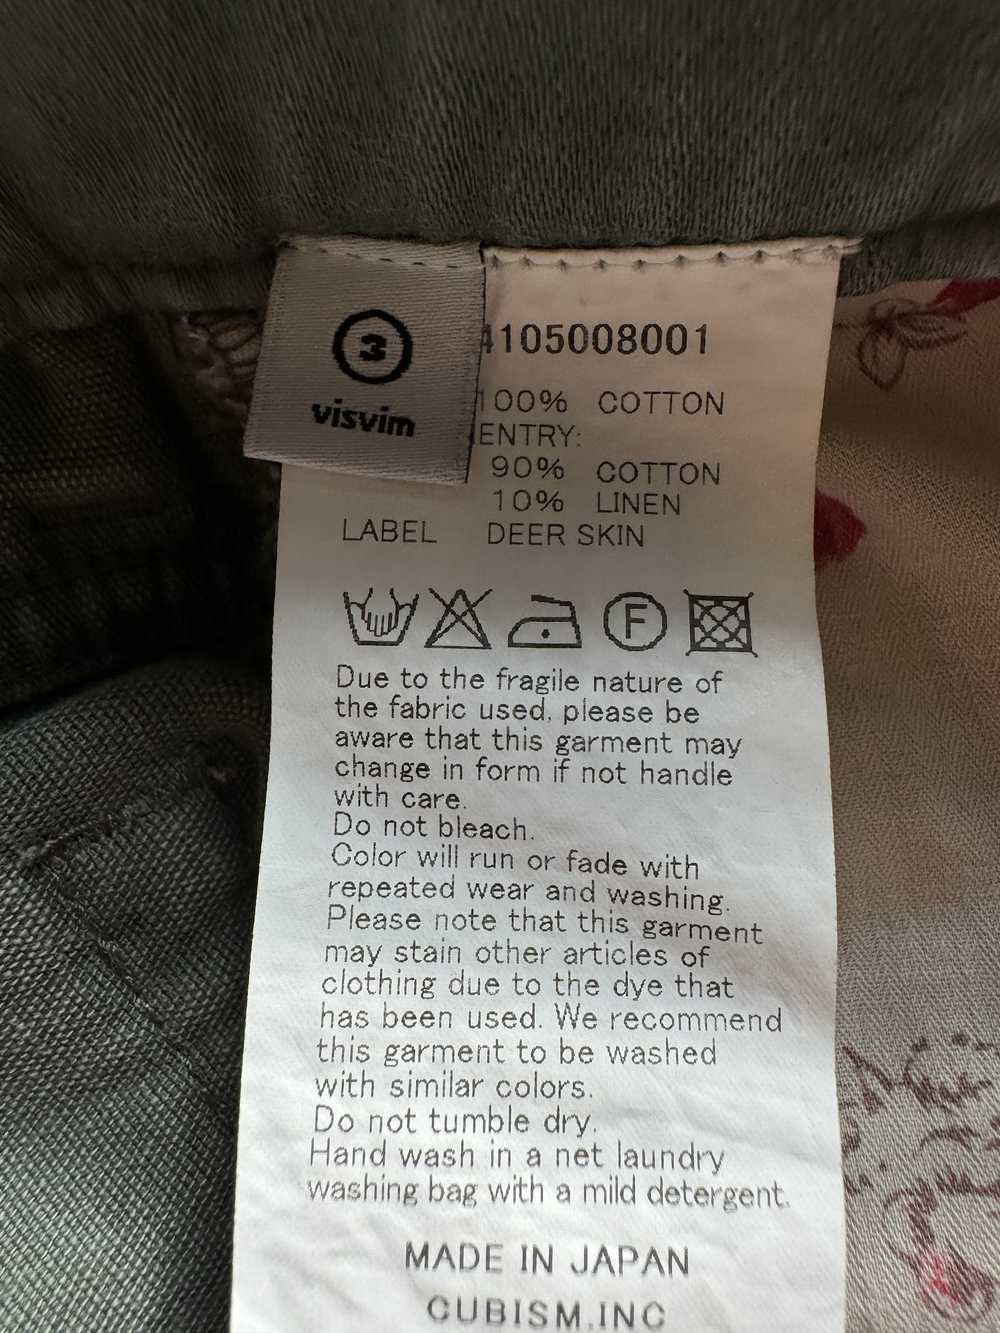 3
visvim
4105008001
100% COTTON
ENTRY:
90% COTTON
10% LINEN
LABEL DEER SKIN
F
Due to the fragile nature of
the fabric used, please be
aware that this garment may
change in form if not handle
with care.
Do not bleach.
Color will run or fade with
repeated wear and washing.
Please note that this garment
may stain other articles of
clothing due to the dye that
has been used. We recommend
this garment to be washed
with similar colors.
Do not tumble dry.
Hand wash in a net laundry
washing bag with a mild detergent.
MADE IN JAPAN
CUBISM.INC